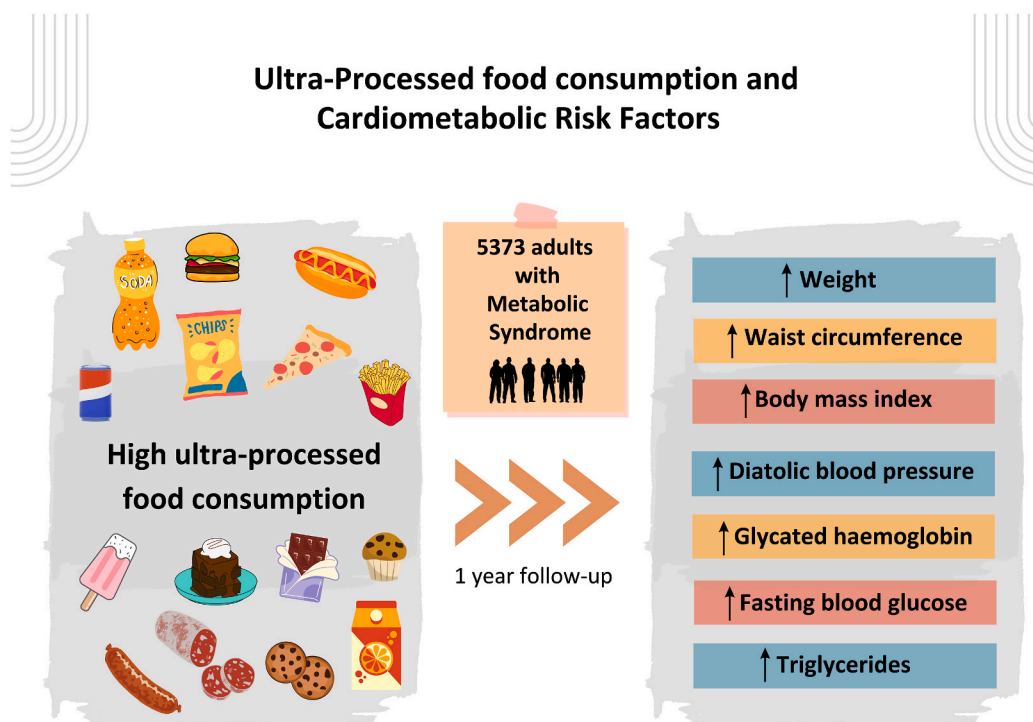 Ultra-Processed food consumption and
Cardiometabolic Risk Factors
SODA
CHIPS
High ultra-processed
food consumption
5373 adults
with
Metabolic
Syndrome
1 year follow-up
↑ Weight
↑ Waist circumference
↑ Body mass index
↑ Diatolic blood pressure
↑ Glycated haemoglobin
↑ Fasting blood glucose
↑ Triglycerides